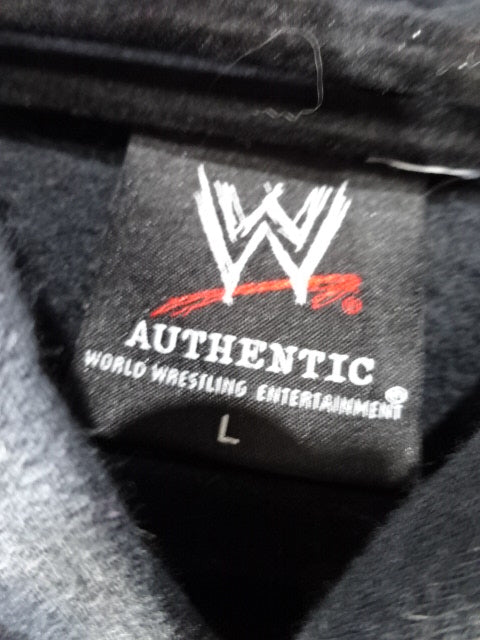 W
AUTHENTIC
WORLD WRESTLING ENTERTAINMENT®
L